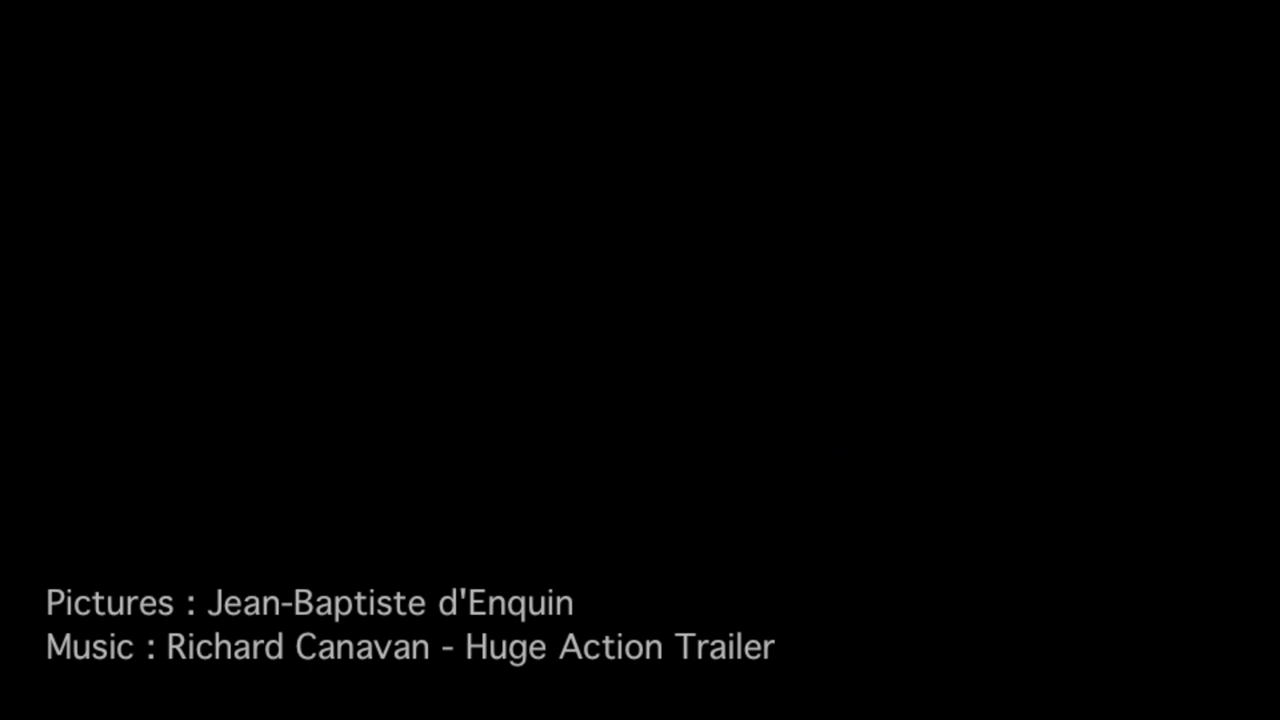 Pictures : Jean-Baptiste d'Enquin
Music : Richard Canavan - Huge Action Trailer